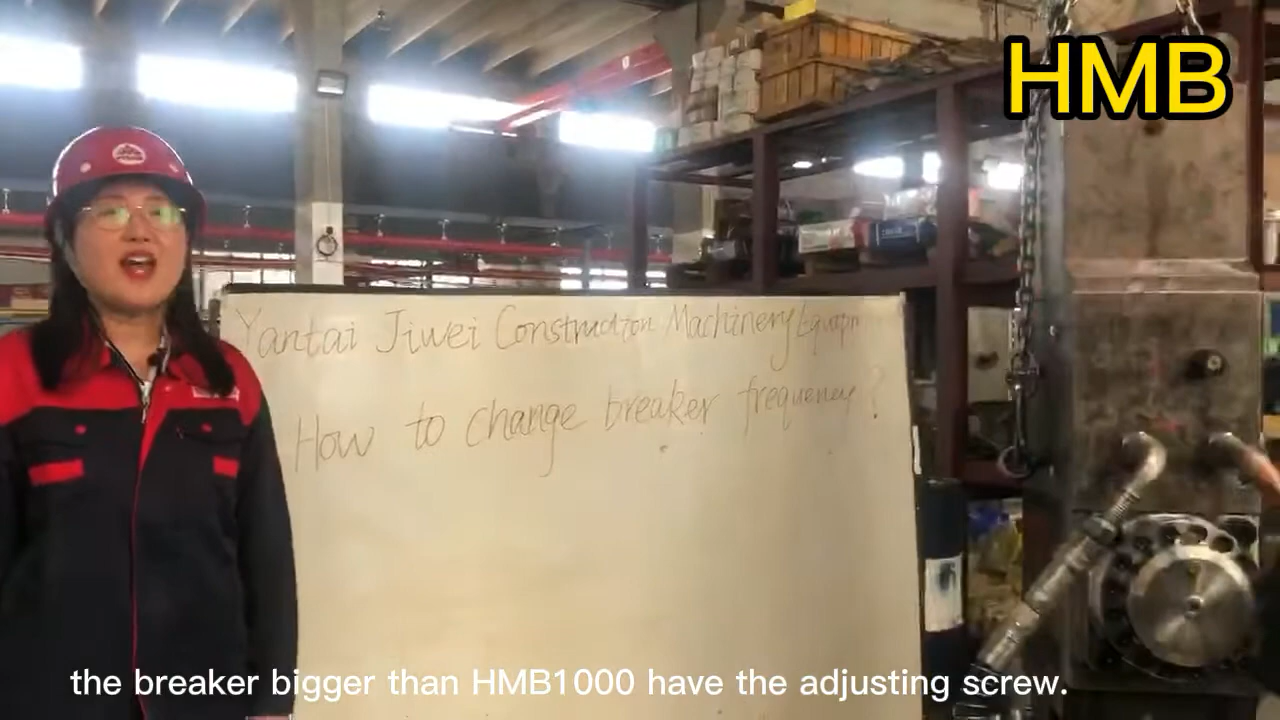 HMB
Yantai Jiwei Construction Machinery Equipm
How to change breaker frequency?
the breaker bigger than HMB1000 have the adjusting screw.